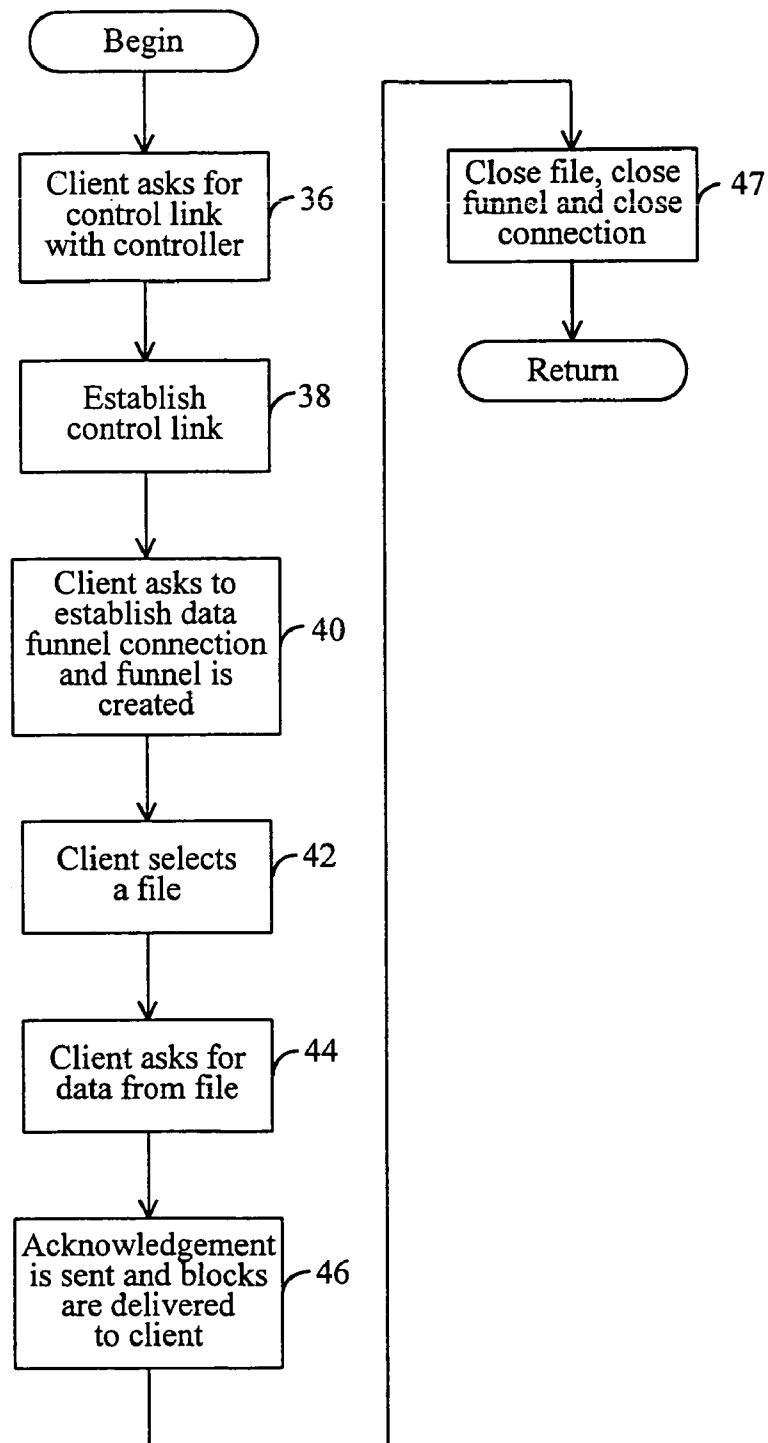 Begin
Client asks for
control link
with controller
36
Establish
control link
38
Client asks to
establish data
funnel connection
and funnel is
created
40
Client selects
a file
42
Client asks for
data from file
44
Acknowledgement
is sent and blocks
are delivered
to client
46
Close file, close
funnel and close
connection
47
Return